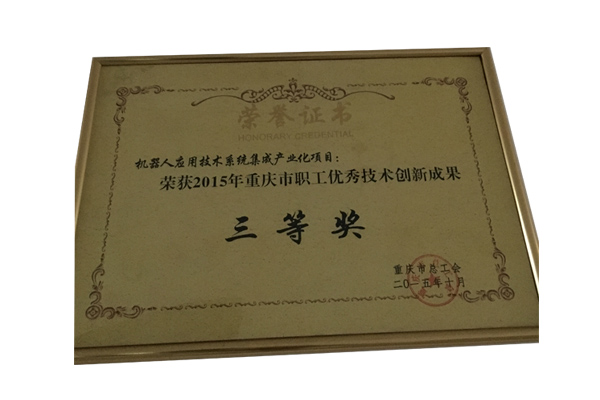 荣誉证书
HONORARY CREDENTIAL
机器人应用技术系统集成产业化项目：
荣获2015年重庆市职工优秀技术创新成果
三等奖
重庆市总工会
二〇一五年十月